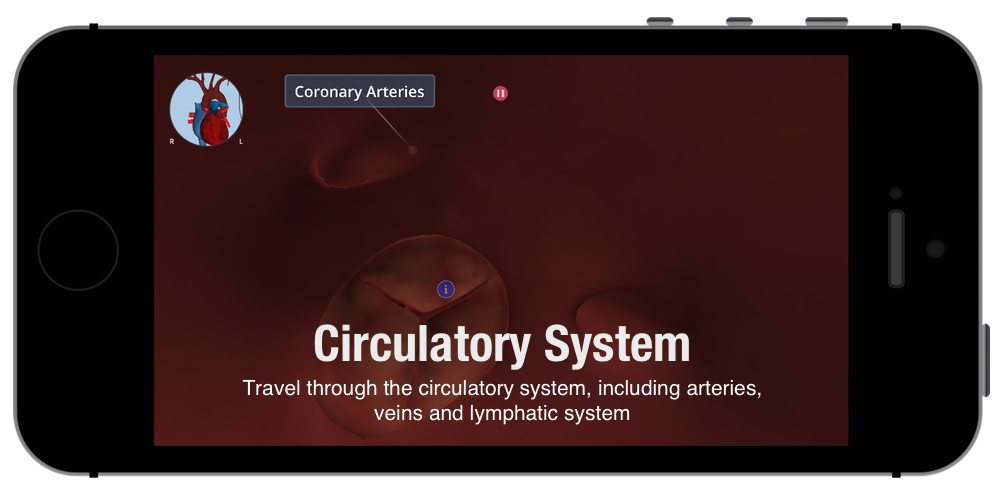 Coronary Arteries
R L
i
Circulatory System
Travel through the circulatory system, including arteries,
veins and lymphatic system